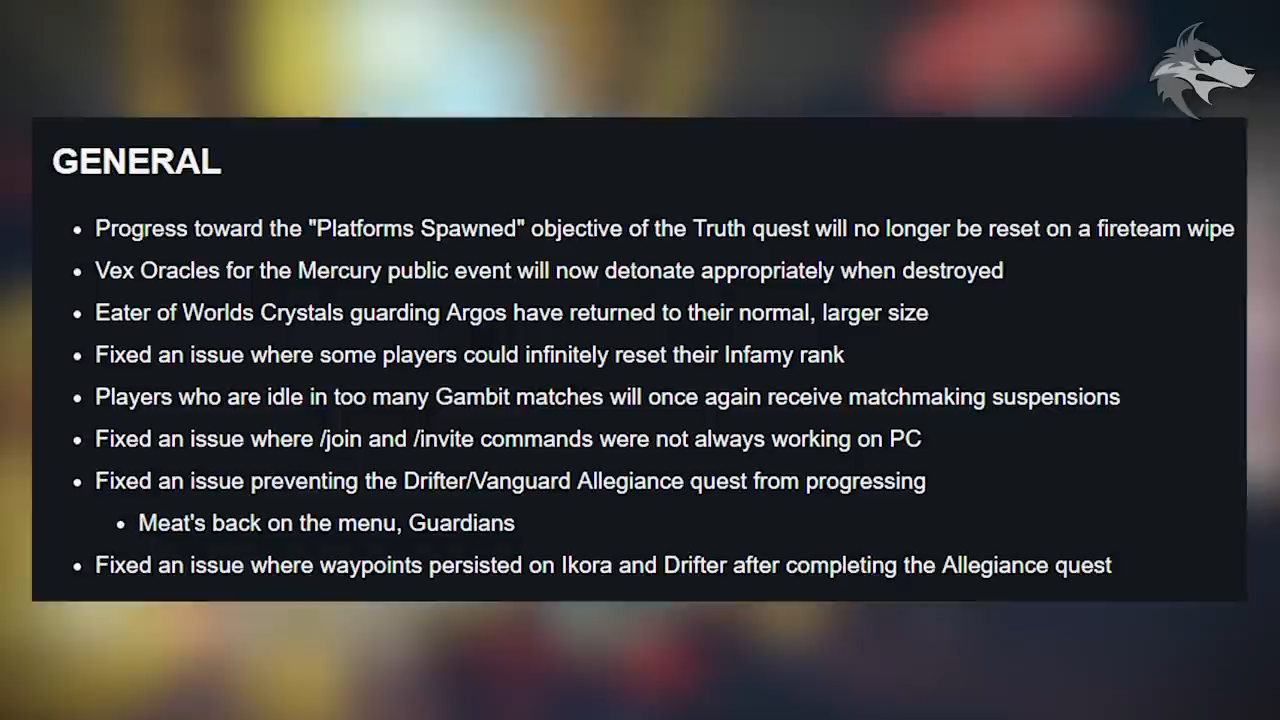 GENERAL
Progress toward the "Platforms Spawned" objective of the Truth quest will no longer be reset on a fireteam wipe
Vex Oracles for the Mercury public event will now detonate appropriately when destroyed
Eater of Worlds Crystals guarding Argos have returned to their normal, larger size
Fixed an issue where some players could infinitely reset their Infamy rank
Players who are idle in too many Gambit matches will once again receive matchmaking suspensions
Fixed an issue where /join and /invite commands were not always working on PC
Fixed an issue preventing the Drifter/Vanguard Allegiance quest from progressing
Meat's back on the menu, Guardians
Fixed an issue where waypoints persisted on Ikora and Drifter after completing the Allegiance quest